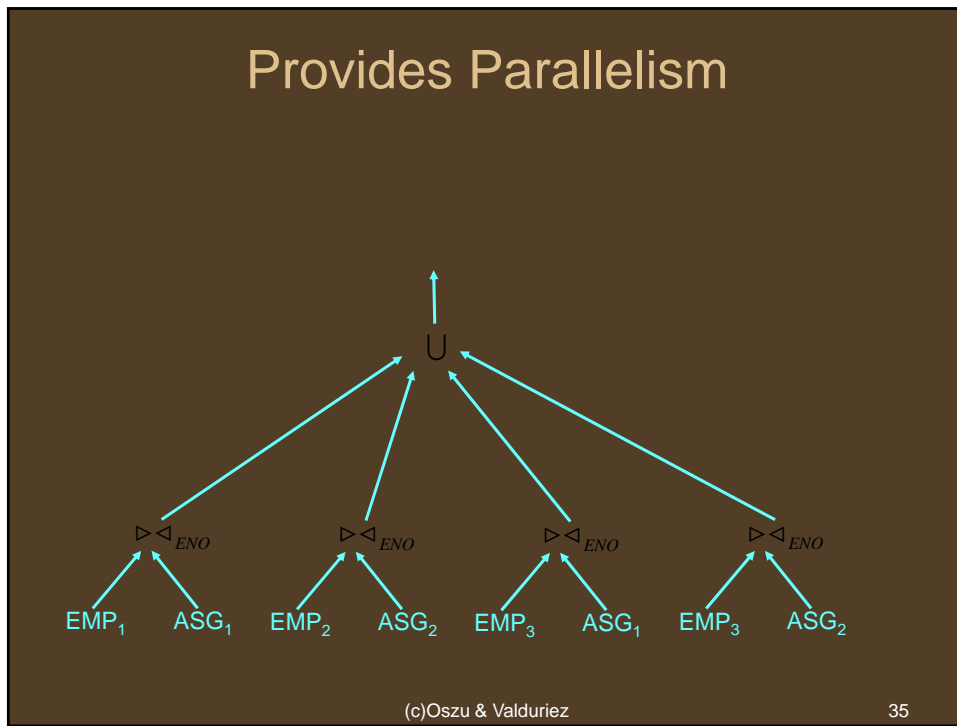 Provides Parallelism
∪
▷◁ENO ▷◁ENO ▷◁ENO ▷◁ENO
EMP₁ ASG₁ EMP₂ ASG₂ EMP₃ ASG₁ EMP₃ ASG₂
(c)Oszu & Valduriez 35